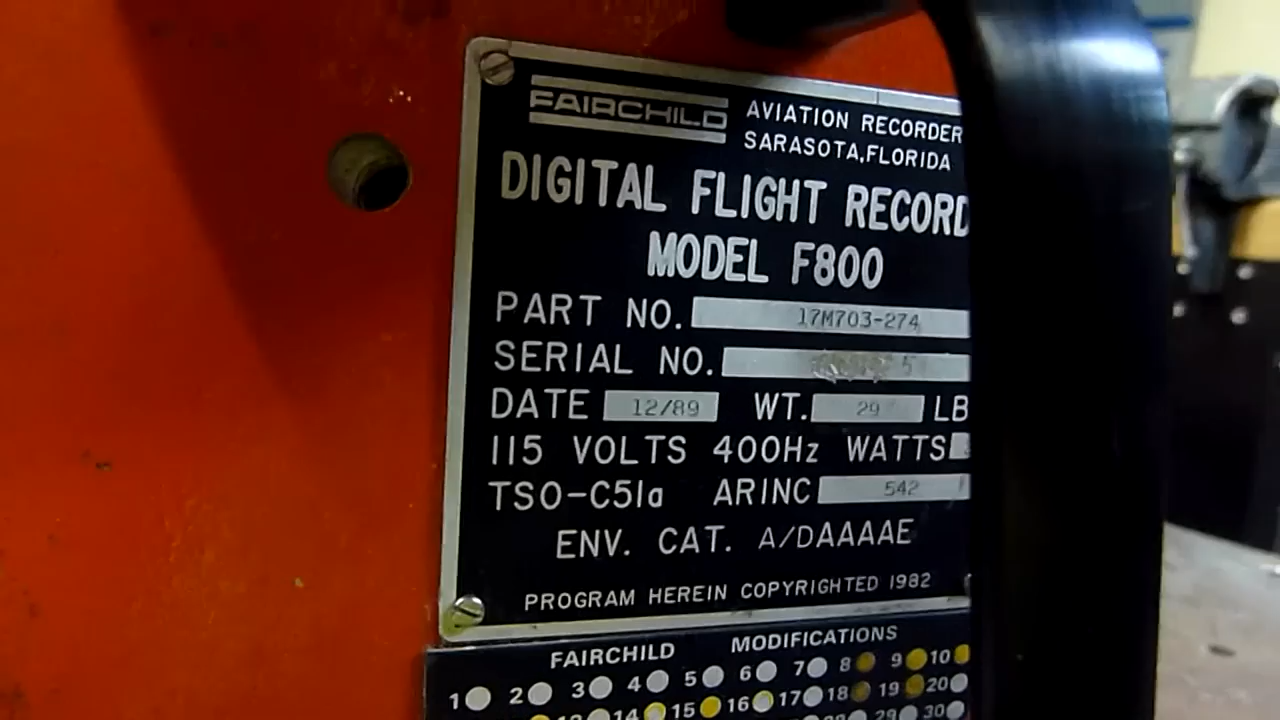 FAIRCHILD
AVIATION RECORDER
SARASOTA, FLORIDA
DIGITAL FLIGHT RECORD
MODEL F800
PART NO. 17M703-274
SERIAL NO.
DATE 12/89 WT. 29 LB
115 VOLTS 400Hz WATTS
TSO-C51a ARINC 542
ENV. CAT. A/DAAAAE
PROGRAM HEREIN COPYRIGHTED 1982
FAIRCHILD MODIFICATIONS
1 2 3 4 5 6 7 8 9 10
13 14 15 16 17 18 19 20
29 30